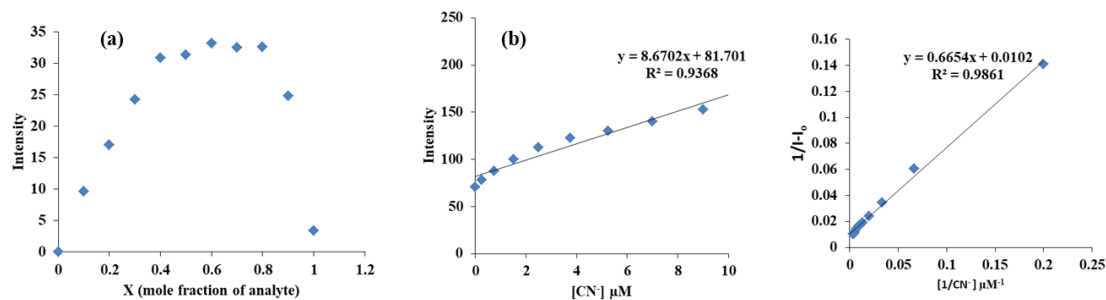 (a)
35
30
25
20
15
10
5
0
Intensity
0 0.2 0.4 0.6 0.8 1 1.2
X (mole fraction of analyte)
(b)
y = 8.6702x + 81.701
R² = 0.9368
250
200
150
100
50
0
Intensity
0 2 4 6 8 10
[CN⁻] µM
y = 0.6654x + 0.0102
R² = 0.9861
0.16
0.14
0.12
0.1
0.08
0.06
0.04
0.02
0
1/I-Iₒ
0 0.05 0.1 0.15 0.2 0.25
[1/CN⁻] µM⁻¹